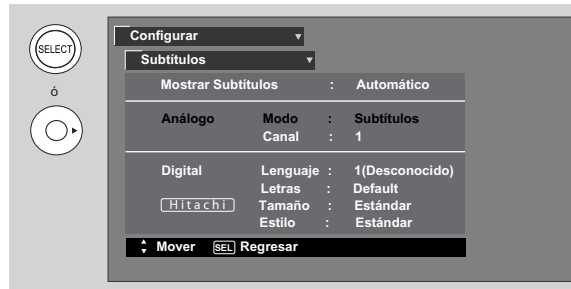 SELECT
ó
Configurar
Subtítulos
Mostrar Subtítulos : Automático
Análogo Modo : Subtítulos
Canal : 1
Digital Lenguaje : 1(Desconocido)
Letras : Default
Hitachi Tamaño : Estándar
Estilo : Estándar
Mover SEL Regresar